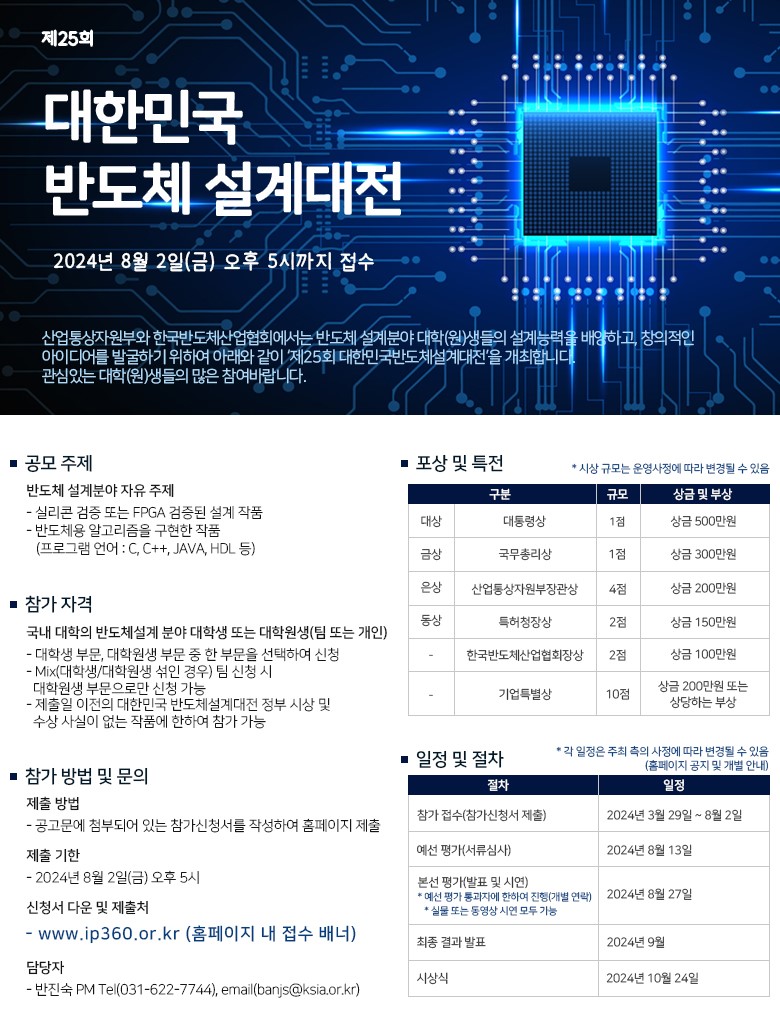 제25회
대한민국
반도체 설계대전
2024년 8월 2일(금) 오후 5시까지 접수
산업통상자원부와 한국반도체산업협회에서는 반도체 설계분야 대학(원)생들의 설계능력을 배양하고, 창의적인
아이디어를 발굴하기 위하여 아래와 같이 '제25회 대한민국반도체설계대전'을 개최합니다.
관심있는 대학(원)생들의 많은 참여바랍니다.
공모 주제
반도체 설계분야 자유 주제
- 실리콘 검증 또는 FPGA 검증된 설계 작품
- 반도체용 알고리즘을 구현한 작품
(프로그램 언어 : C, C++, JAVA, HDL 등)
참가 자격
국내 대학의 반도체설계 분야 대학생 또는 대학원생(팀 또는 개인)
- 대학생 부문, 대학원생 부문 중 한 부문을 선택하여 신청
- Mix(대학생/대학원생 섞인 경우) 팀 신청 시
대학원생 부문으로만 신청 가능
- 제출일 이전의 대한민국 반도체설계대전 정부 시상 및
수상 사실이 없는 작품에 한하여 참가 가능
참가 방법 및 문의
제출 방법
- 공고문에 첨부되어 있는 참가신청서를 작성하여 홈페이지 제출
제출 기한
- 2024년 8월 2일(금) 오후 5시
신청서 다운 및 제출처
- www.ip360.or.kr (홈페이지 내 접수 배너)
담당자
- 반진숙 PM Tel(031-622-7744), email(banjs@ksia.or.kr)
포상 및 특전
* 시상 규모는 운영사정에 따라 변경될 수 있음
구분 규모 상금 및 부상
대상 대통령상 1점 상금 500만원
금상 국무총리상 1점 상금 300만원
은상 산업통상자원부장관상 4점 상금 200만원
동상 특허청장상 2점 상금 150만원
- 한국반도체산업협회장상 2점 상금 100만원
- 기업특별상 10점 상금 200만원 또는
상당하는 부상
일정 및 절차
* 각 일정은 주최 측의 사정에 따라 변경될 수 있음
(홈페이지 공지 및 개별 안내)
절차 일정
참가 접수(참가신청서 제출) 2024년 3월 29일 ~ 8월 2일
예선 평가(서류심사) 2024년 8월 13일
본선 평가(발표 및 시연)
* 예선 평가 통과자에 한하여 진행(개별 연락) 2024년 8월 27일
* 실물 또는 동영상 시연 모두 가능
최종 결과 발표 2024년 9월
시상식 2024년 10월 24일